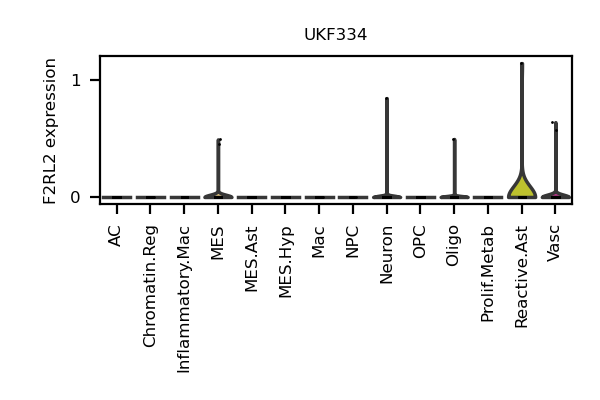 UKF334
F2RL2 expression
1
0
AC
Chromatin.Reg
Inflammatory.Mac
MES
MES.Ast
MES.Hyp
Mac
NPC
Neuron
OPC
Oligo
Prolif.Metab
Reactive.Ast
Vasc